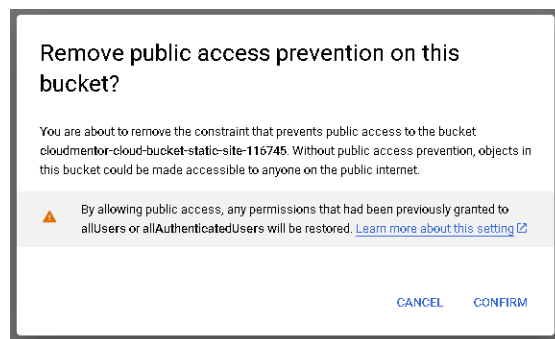 Remove public access prevention on this
bucket?
You are about to remove the constraint that prevents public access to the bucket
cloudmentor-cloud-bucket-static-site-116745. Without public access prevention, objects in
this bucket could be made accessible to anyone on the public internet.
By allowing public access, any permissions that had been previously granted to
allUsers or allAuthenticatedUsers will be restored. Learn more about this setting
CANCEL CONFIRM